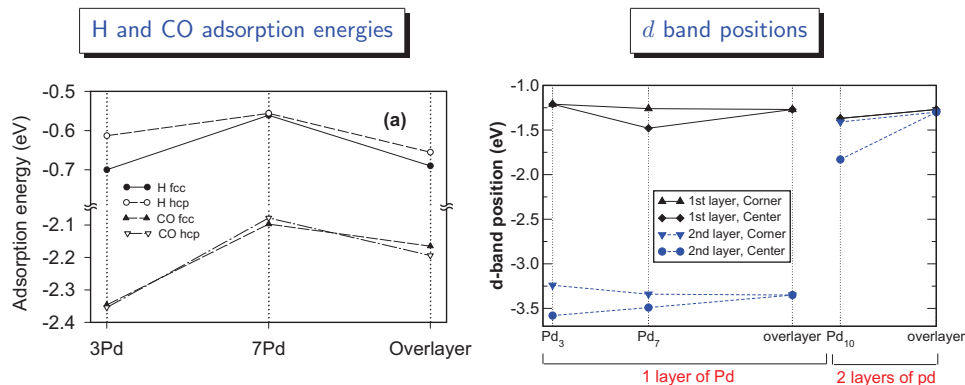 H and CO adsorption energies
d band positions
Adsorption energy (eV)
-0.5
-0.6
-0.7
-2.1
-2.2
-2.3
-2.4
(a)
H fcc
H hcp
CO fcc
CO hcp
3Pd
7Pd
Overlayer
d-band position (eV)
-1.0
-1.5
-2.0
-2.5
-3.0
-3.5
1st layer, Corner
1st layer, Center
2nd layer, Corner
2nd layer, Center
Pd3
Pd7
overlayer
Pd10
overlayer
1 layer of Pd
2 layers of pd